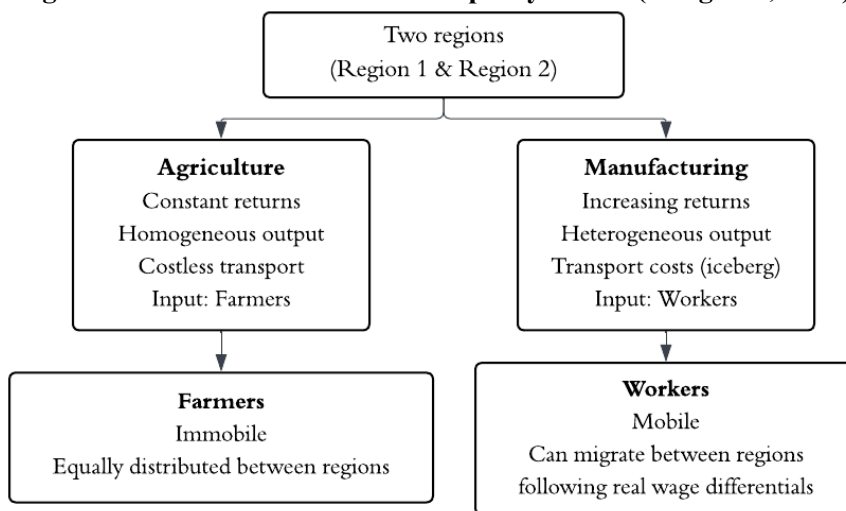 Two regions
(Region 1 & Region 2)
Agriculture
Constant returns
Homogeneous output
Costless transport
Input: Farmers
Manufacturing
Increasing returns
Heterogeneous output
Transport costs (iceberg)
Input: Workers
Farmers
Immobile
Equally distributed between regions
Workers
Mobile
Can migrate between regions
following real wage differentials